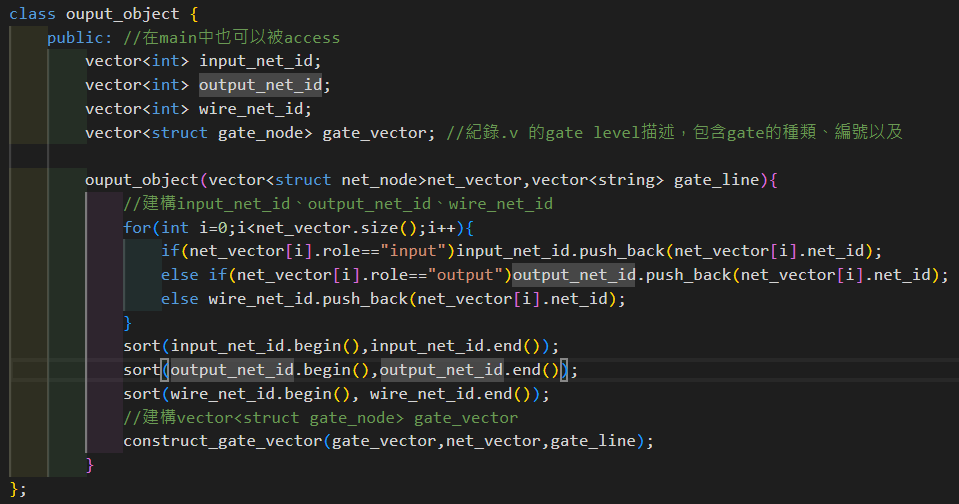 class ouput_object {
public: //在main中也可以被access
vector<int> input_net_id;
vector<int> output_net_id;
vector<int> wire_net_id;
vector<struct gate_node> gate_vector; //紀錄.v 的gate level描述，包含gate的種類、編號以及
ouput_object(vector<struct net_node>net_vector,vector<string> gate_line){
//建構input_net_id、output_net_id、wire_net_id
for(int i=0;i<net_vector.size();i++){
if(net_vector[i].role=="input")input_net_id.push_back(net_vector[i].net_id);
else if(net_vector[i].role=="output")output_net_id.push_back(net_vector[i].net_id);
else wire_net_id.push_back(net_vector[i].net_id);
}
sort(input_net_id.begin(),input_net_id.end());
sort(output_net_id.begin(),output_net_id.end());
sort(wire_net_id.begin(), wire_net_id.end());
//建構vector<struct gate_node> gate_vector
construct_gate_vector(gate_vector,net_vector,gate_line);
}
};